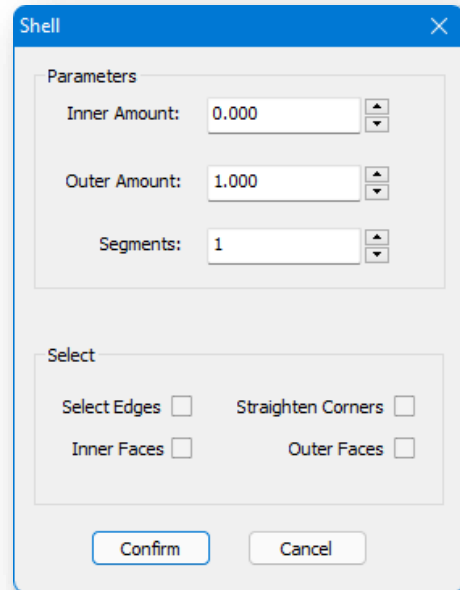 Shell
Parameters
Inner Amount: 0.000
Outer Amount: 1.000
Segments: 1
Select
Select Edges Straighten Corners
Inner Faces Outer Faces
Confirm Cancel